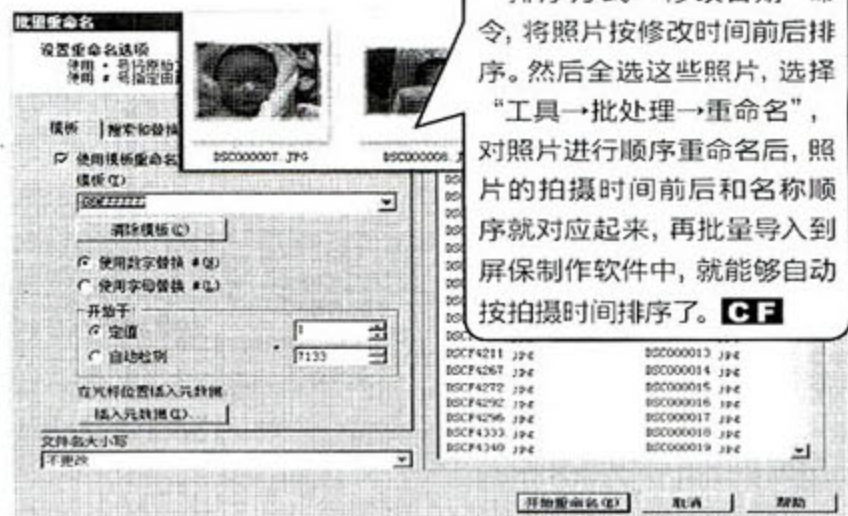 批量重命名
设置重命名选项
模板
使用模板重命名
模板(T)
清除模板(C)
使用数字替换 #(U)
使用字母替换 #(L)
开始于:
定值
1
自动检测
7133
在光标位置插入元数据
插入元数据(I)...
文件名大小写
不更改
DSC000007.JPG
令, 将照片按修改时间前后排
序。然后全选这些照片, 选择
“工具→批处理→重命名”,
对照片进行顺序重命名后, 照
片的拍摄时间前后和名称顺
序就对应起来, 再批量导入到
屏保制作软件中, 就能够自动
按拍摄时间排序了。CF
DSCF4211 jpg DSC000013 jpg
DSCF4267 jpg DSC000014 jpg
DSCF4272 jpg DSC000015 jpg
DSCF4292 jpg DSC000016 jpg
DSCF4296 jpg DSC000017 jpg
DSCF4333 jpg DSC000018 jpg
DSCF4340 jpg DSC000019 jpg
开始重命名(R) 取消 帮助